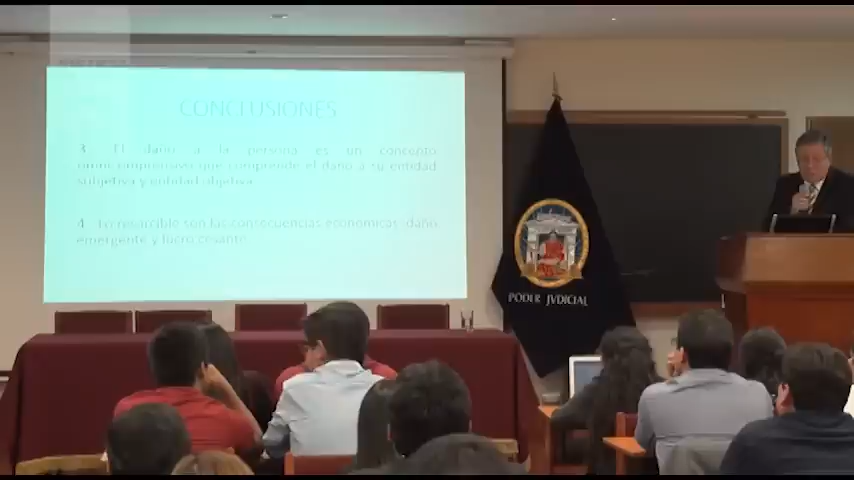 CONCLUSIONES
3. El daño a la persona es un concepto
omnicomprensivo que comprende el daño a su entidad
subjetiva y entidad objetiva.
4. Lo resarcible son las consecuencias económicas: daño
emergente y lucro cesante.
PODER JUDICIAL